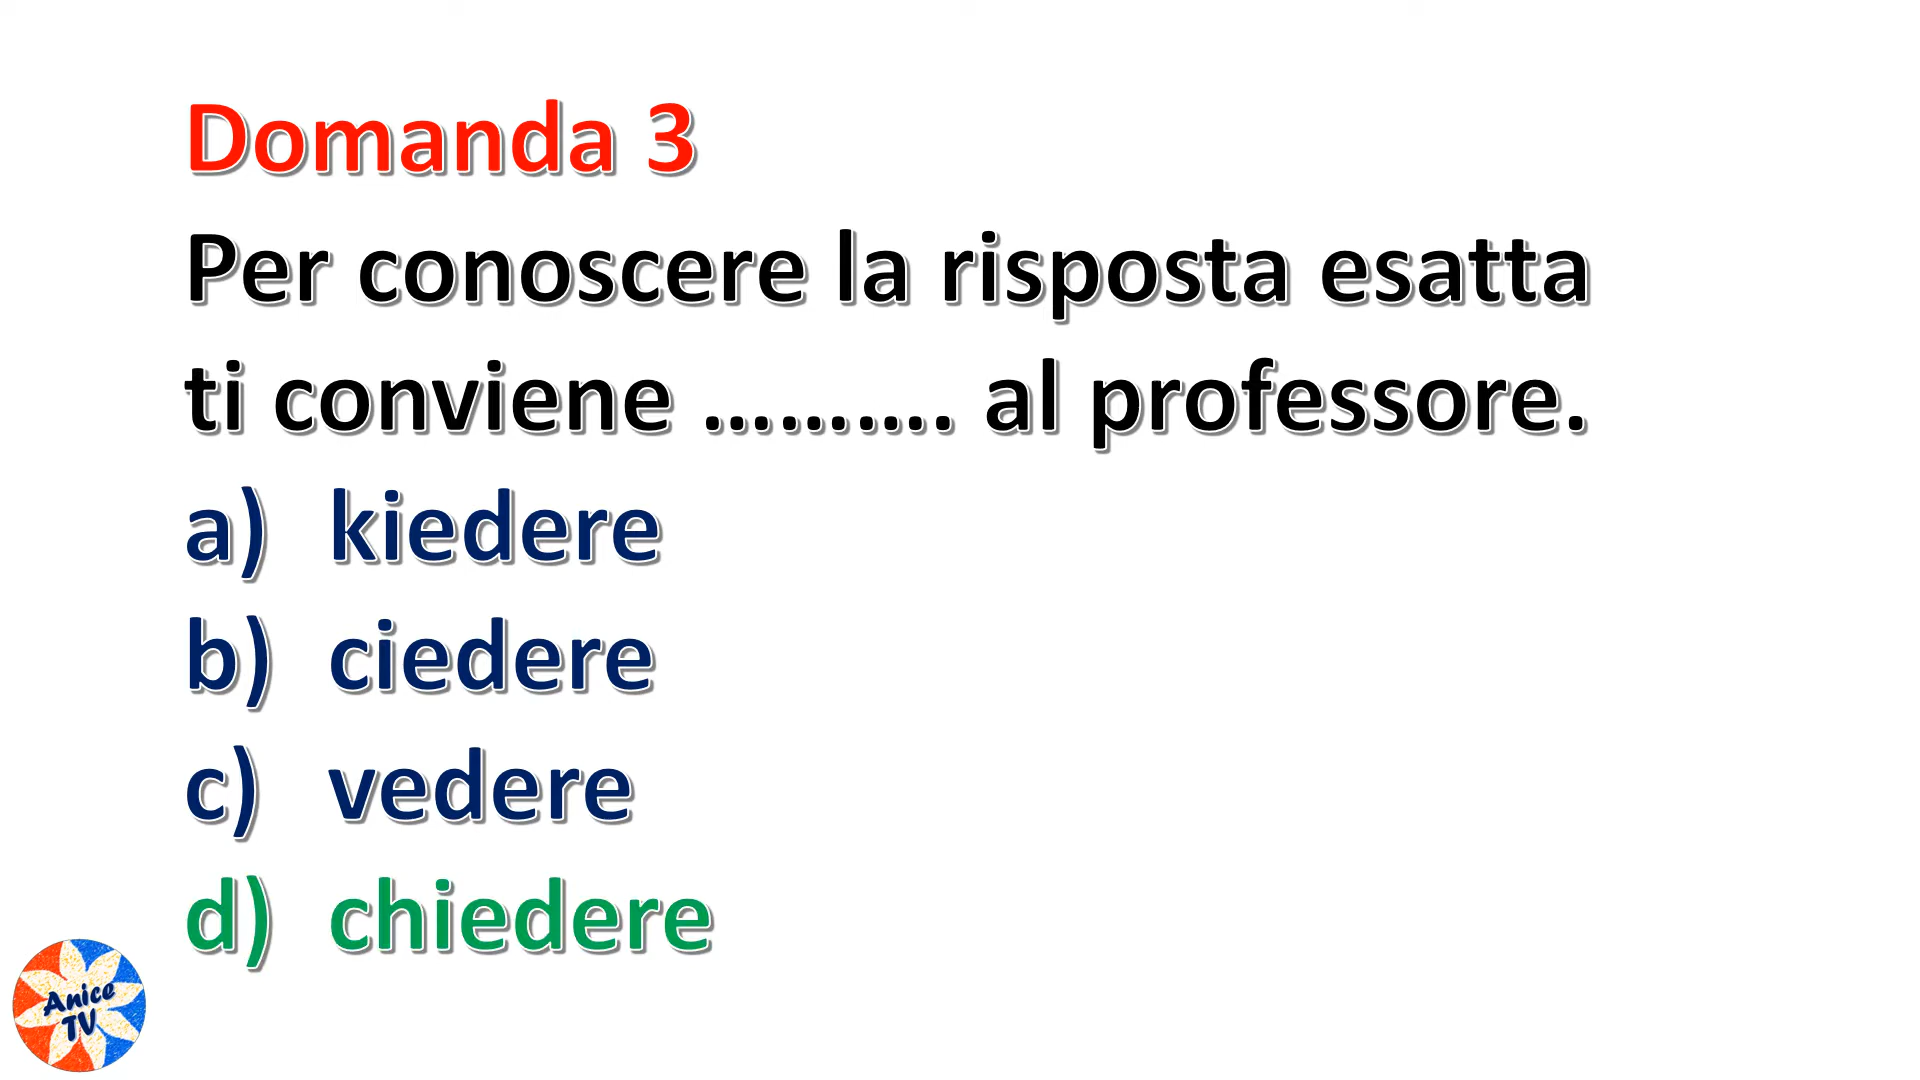 Domanda 3
Per conoscere la risposta esatta
ti conviene .......... al professore.
a) kiedere
b) ciedere
c) vedere
d) chiedere
Anice
TV